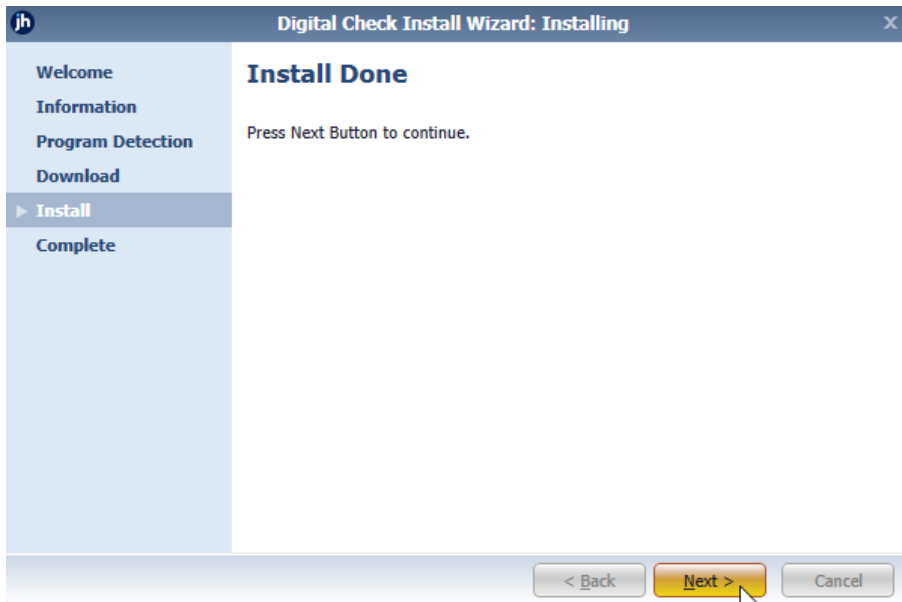 jh
Digital Check Install Wizard: Installing
x
Welcome
Information
Program Detection
Download
Install
Complete
Install Done
Press Next Button to continue.
< Back
Next >
Cancel